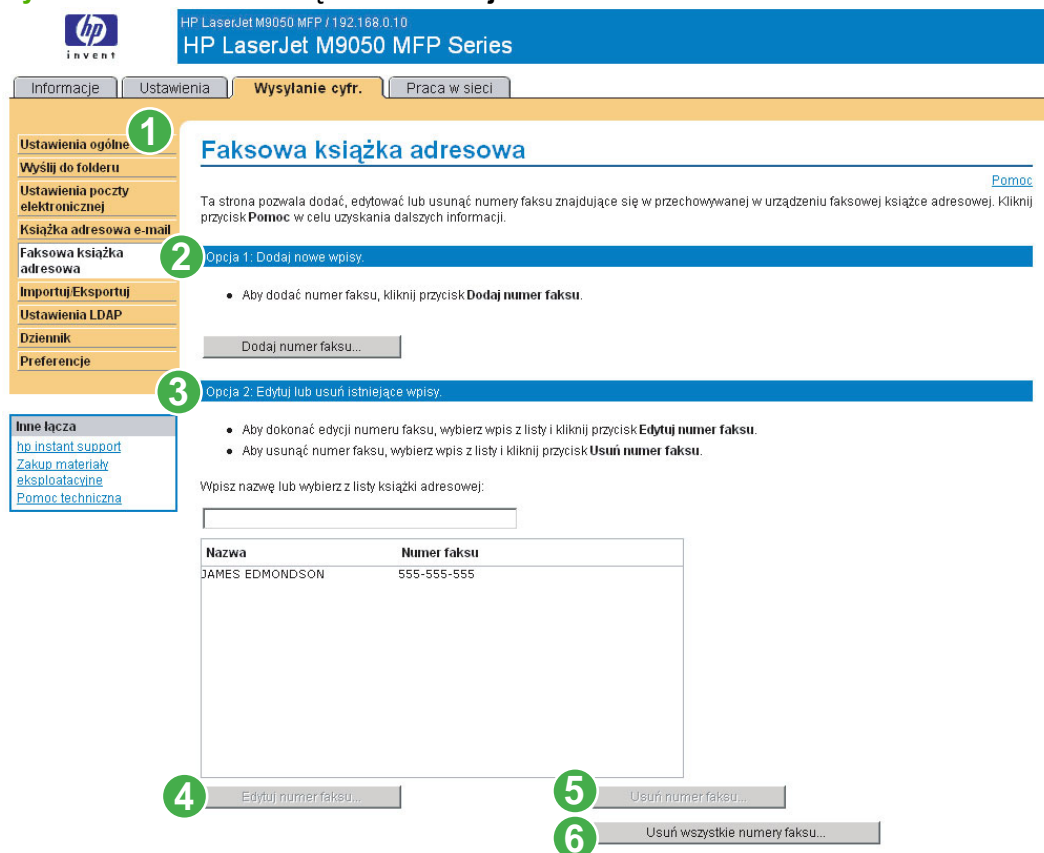 hp
invent
HP LaserJet M9050 MFP / 192.168.0.10
HP LaserJet M9050 MFP Series
Informacje
Ustawienia
Wysyłanie cyfr.
Praca w sieci
1
Ustawienia ogólne
Wyślij do folderu
Ustawienia poczty
elektronicznej
Książka adresowa e-mail
Faksowa książka
adresowa
Importuj/Eksportuj
Ustawienia LDAP
Dziennik
Preferencje
Inne łącza
hp instant support
Zakup materiały
eksploatacyjne
Pomoc techniczna
Faksowa książka adresowa
Pomoc
Ta strona pozwala dodać, edytować lub usunąć numery faksu znajdujące się w przechowywanej w urządzeniu faksowej książce adresowej. Kliknij
przycisk Pomoc w celu uzyskania dalszych informacji.
2
Opcja 1: Dodaj nowe wpisy.
• Aby dodać numer faksu, kliknij przycisk Dodaj numer faksu.
Dodaj numer faksu...
3
Opcja 2: Edytuj lub usuń istniejące wpisy.
• Aby dokonać edycji numeru faksu, wybierz wpis z listy i kliknij przycisk Edytuj numer faksu.
• Aby usunąć numer faksu, wybierz wpis z listy i kliknij przycisk Usuń numer faksu.
Wpisz nazwę lub wybierz z listy książki adresowej:
Nazwa Numer faksu
JAMES EDMONDSON 555-555-555
4
Edytuj numer faksu...
5
Usuń numer faksu...
6
Usuń wszystkie numery faksu...